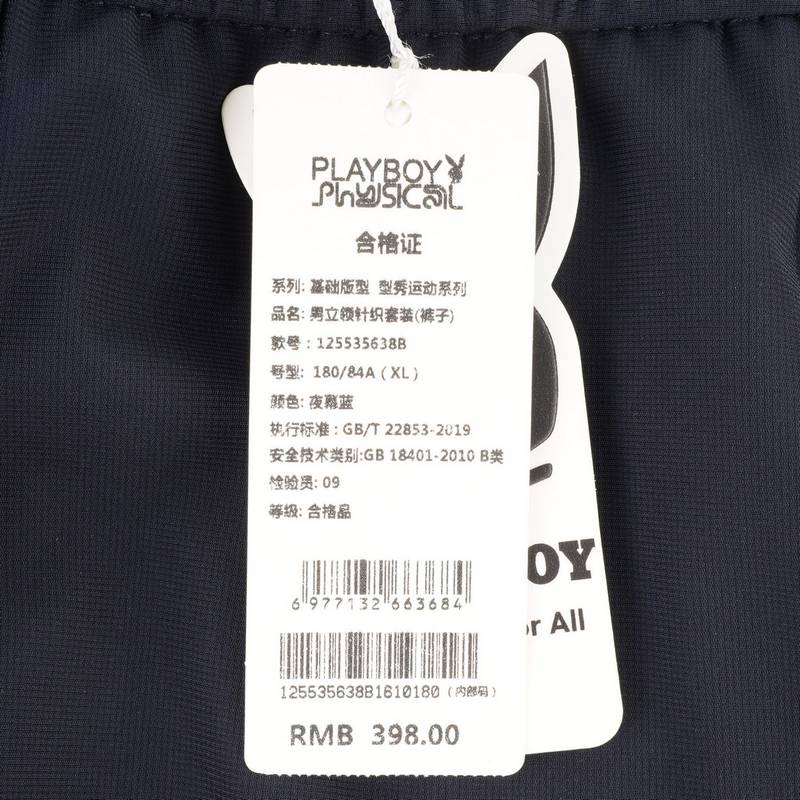 PLAYBOY
PHYSICAL
合格证
系列: 基础版型 型秀运动系列
品名: 男立领针织套装(裤子)
款号: 125535638B
号型: 180/84A (XL)
颜色: 夜幕蓝
执行标准: GB/T 22853-2019
安全技术类别:GB 18401-2010 B类
检验员: 09
等级: 合格品
6 977132 663684
125535638B1610180 (内部码)
RMB 398.00
OY
or All